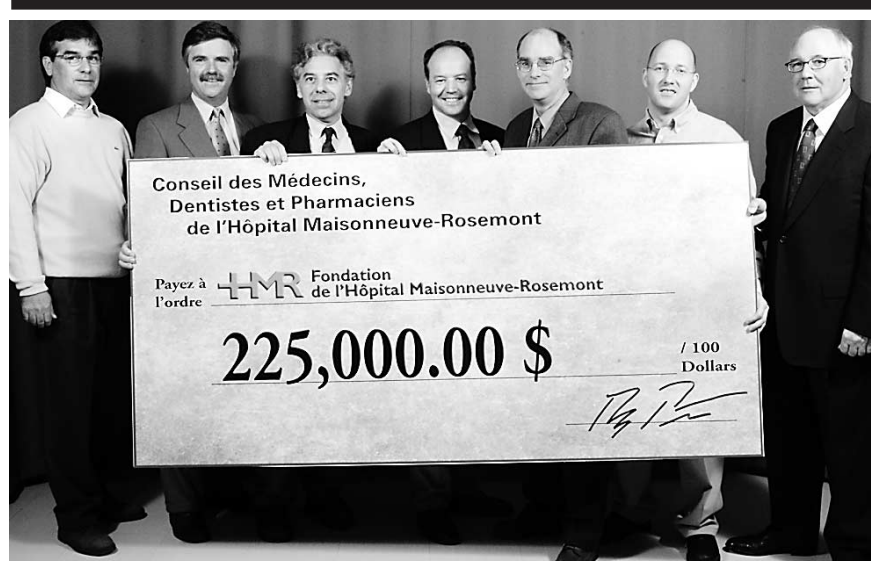 Conseil des Médecins,
Dentistes et Pharmaciens
de l'Hôpital Maisonneuve-Rosemont
Payez à
l'ordre
HMR Fondation
de l'Hôpital Maisonneuve-Rosemont
225,000.00 $
/ 100
Dollars